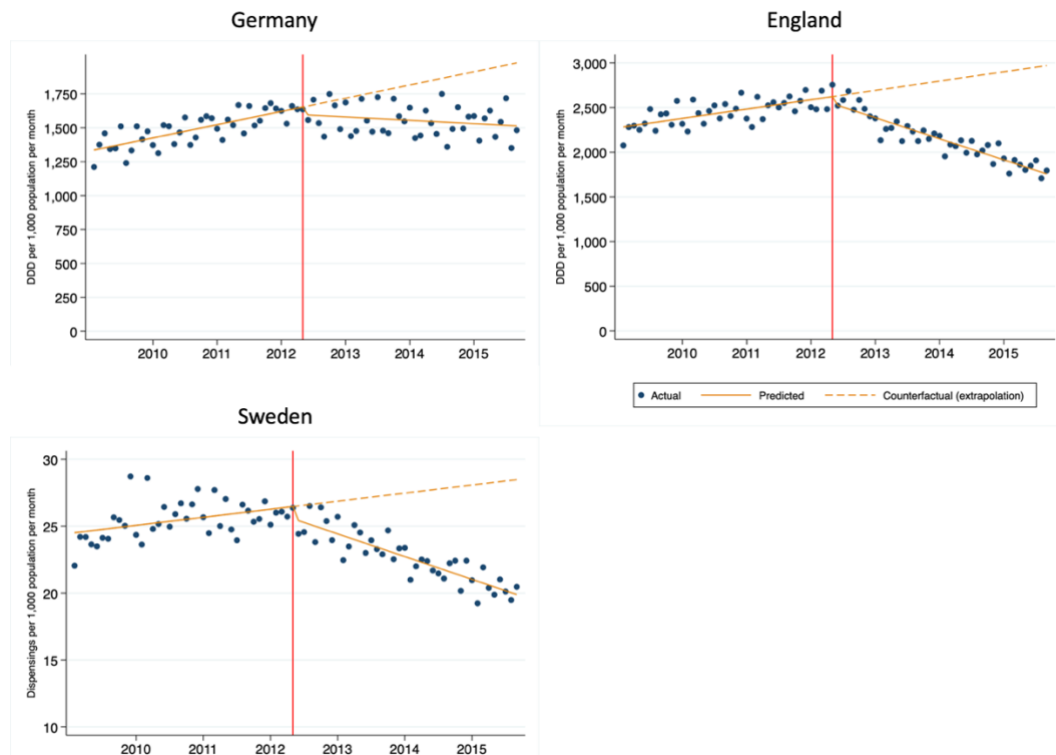 Germany
DDD per 1,000 population per month
1,750
1,500
1,250
1,000
750
500
250
0
2010 2011 2012 2013 2014 2015
England
DDD per 1,000 population per month
3,000
2,500
2,000
1,500
1,000
500
0
2010 2011 2012 2013 2014 2015
Actual Predicted Counterfactual (extrapolation)
Sweden
Dispensings per 1,000 population per month
30
25
20
15
10
2010 2011 2012 2013 2014 2015